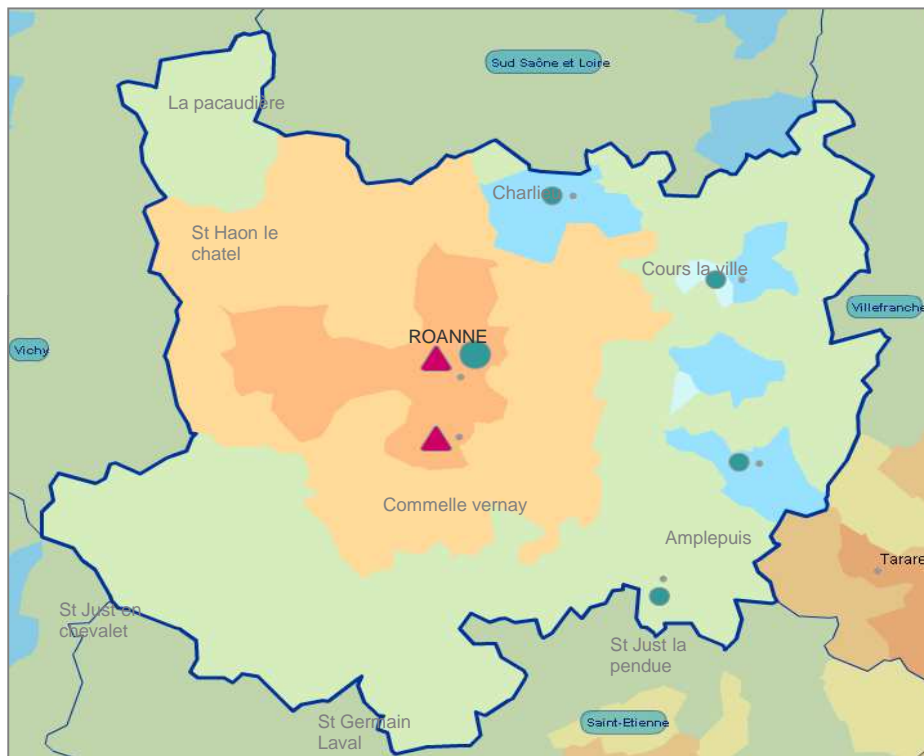 Sud Saône et Loire
La pacaudière
Charli
St Haon le
chatel
Cours la ville
Villefranche
ROANNE
Vichy
Commelle vernay
Amplepuis
Tarare
St Just en
chevalet
St Just la
pendue
St Germain
Laval
Saint-Etienne